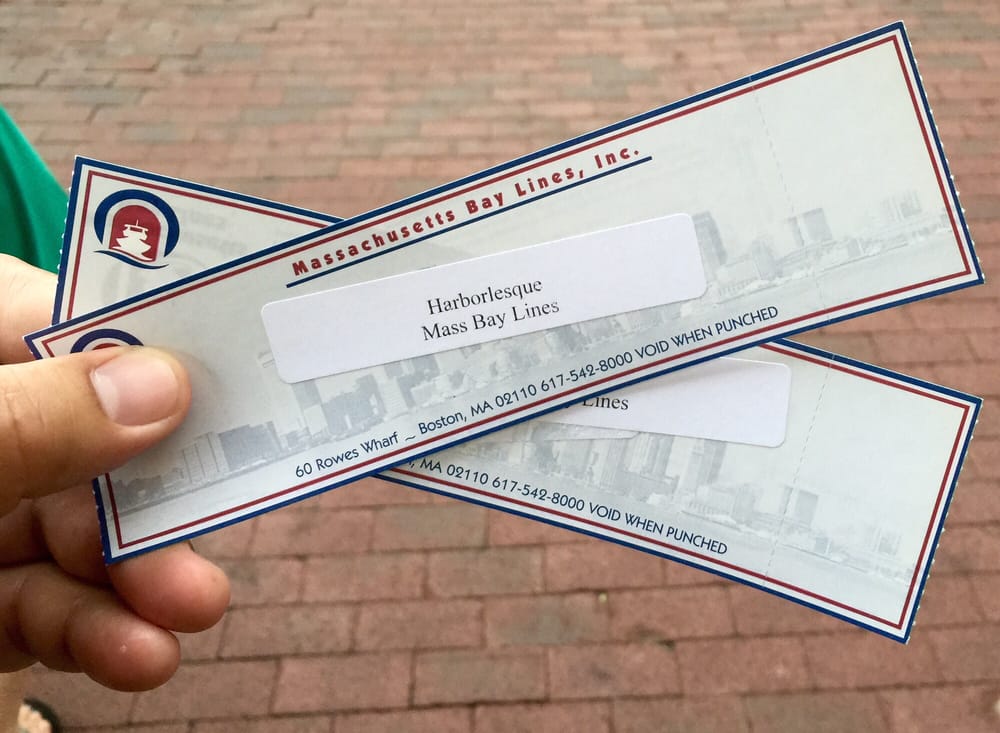 Massachusetts Bay Lines, Inc.
Harborlesque
Mass Bay Lines
60 Rowes Wharf ~ Boston, MA 02110 617-542-8000 VOID WHEN PUNCHED
Lines
, MA 02110 617-542-8000 VOID WHEN PUNCHED